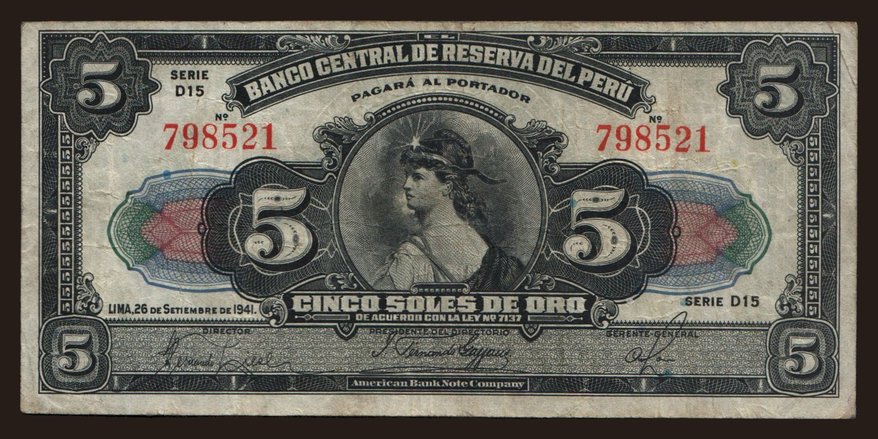 EL
BANCO CENTRAL DE RESERVA DEL PERÚ
PAGARÁ AL PORTADOR
5
5
SERIE
D15
Nº
798521
Nº
798521
5
5
CINCO SOLES DE ORO
DE ACUERDO CON LA LEY Nº 7137
LIMA, 26 DE SETIEMBRE DE 1941.
SERIE D15
DIRECTOR
PRESIDENTE DEL DIRECTORIO
GERENTE-GENERAL
5
5
American Bank Note Company